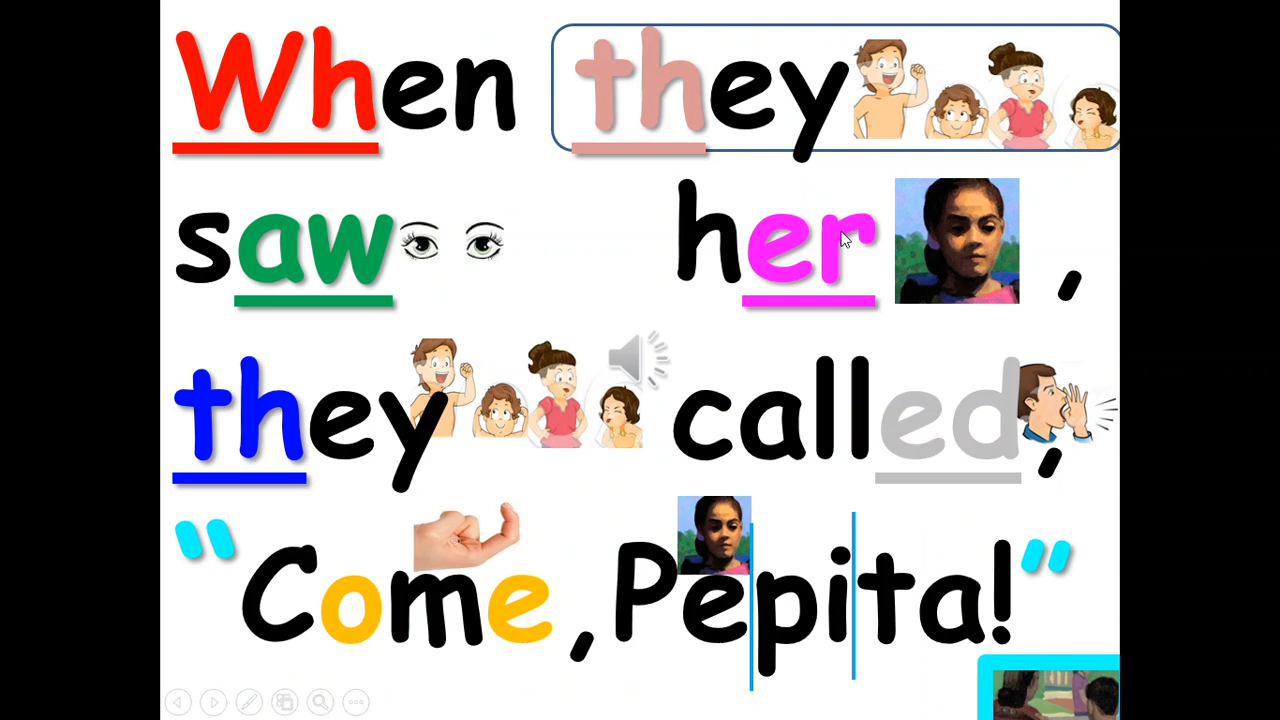 When they
saw her,
they called,
“Come, Pepita!”